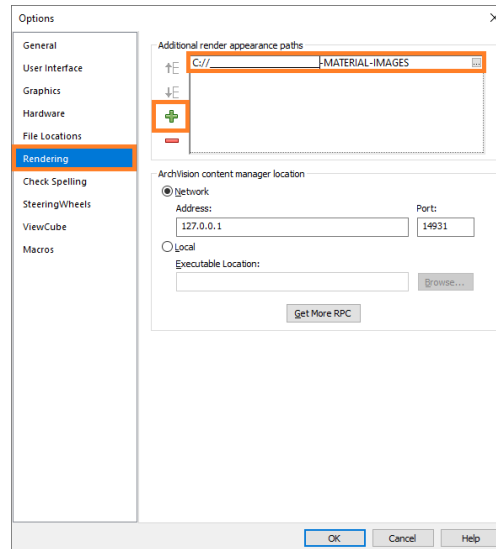 Options
General
User Interface
Graphics
Hardware
File Locations
Rendering
Check Spelling
SteeringWheels
ViewCube
Macros
Additional render appearance paths
C://______________________-MATERIAL-IMAGES ...
ArchVision content manager location
Network
Address: Port:
127.0.0.1 14931
Local
Executable Location:
Browse...
Get More RPC
OK Cancel Help